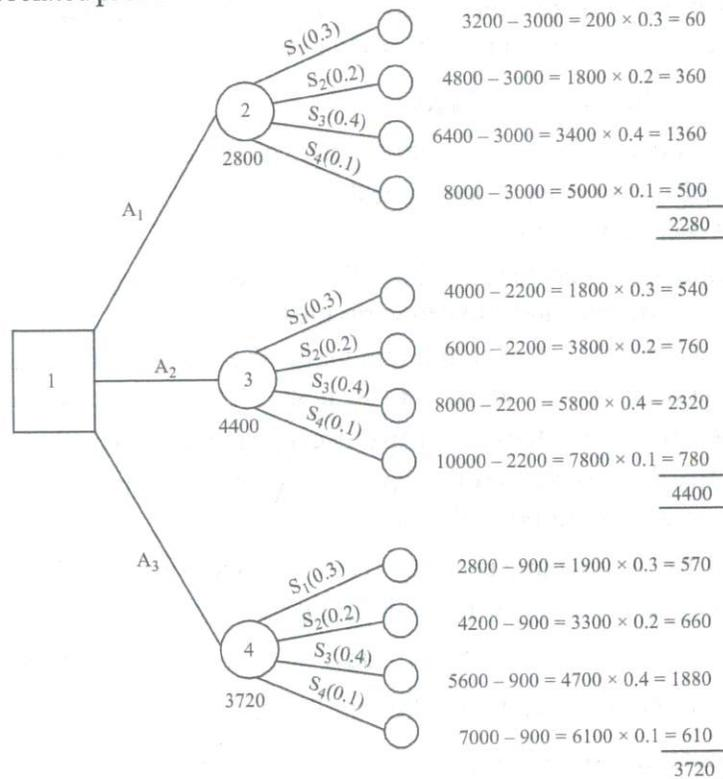 S₁(0.3) 3200 – 3000 = 200 × 0.3 = 60
S₂(0.2) 4800 – 3000 = 1800 × 0.2 = 360
2
S₃(0.4) 6400 – 3000 = 3400 × 0.4 = 1360
2800
S₄(0.1) 8000 – 3000 = 5000 × 0.1 = 500
A₁
2280
S₁(0.3) 4000 – 2200 = 1800 × 0.3 = 540
S₂(0.2) 6000 – 2200 = 3800 × 0.2 = 760
1 A₂ 3
S₃(0.4) 8000 – 2200 = 5800 × 0.4 = 2320
4400
S₄(0.1) 10000 – 2200 = 7800 × 0.1 = 780
4400
A₃
S₁(0.3) 2800 – 900 = 1900 × 0.3 = 570
S₂(0.2) 4200 – 900 = 3300 × 0.2 = 660
4
S₃(0.4) 5600 – 900 = 4700 × 0.4 = 1880
3720
S₄(0.1) 7000 – 900 = 6100 × 0.1 = 610
3720